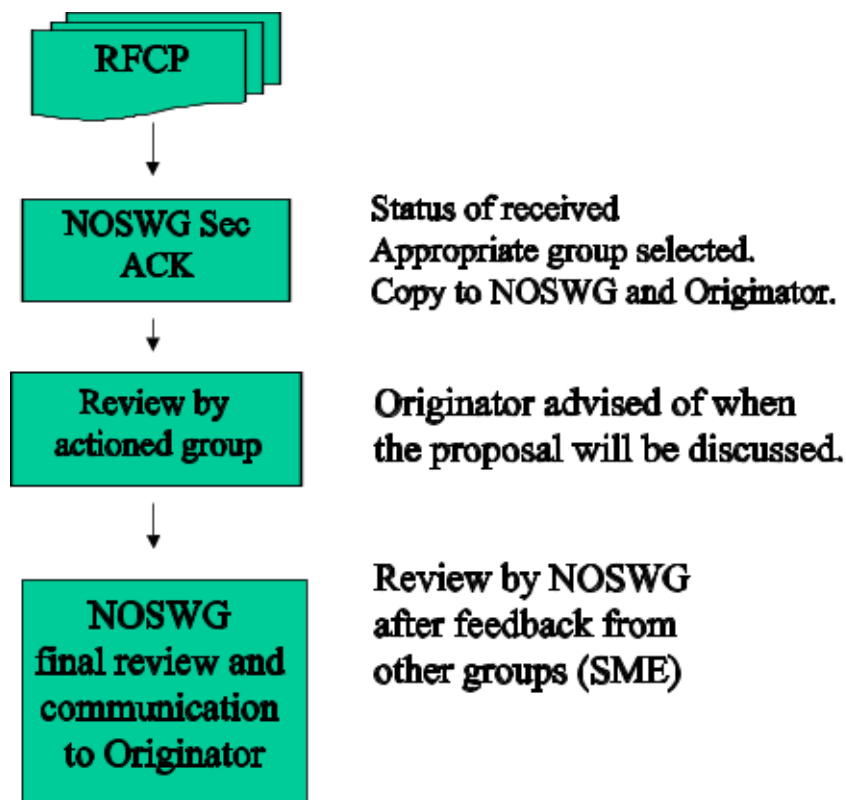 RFCP
NOSWG Sec
ACK
Status of received
Appropriate group selected.
Copy to NOSWG and Originator.
Review by
actioned group
Originator advised of when
the proposal will be discussed.
NOSWG
final review and
communication
to Originator
Review by NOSWG
after feedback from
other groups (SME)